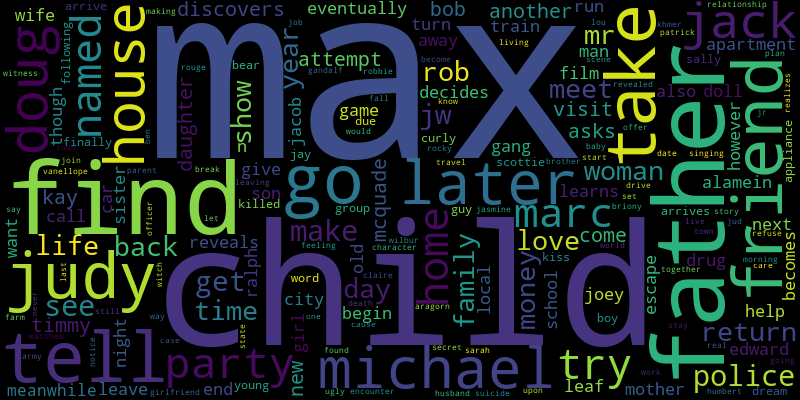 max
child
find
father
friend
take
house
go later
judy
tell
michael
party
doug
named
jack
try
police
marc
love
life
see
home
get
time
make
day
family
money
rob
meet
visit
woman
return
mr
man
film
asks
back
new
wife
arrive
making
discovers
eventually
bob
another
run
job
lou
khmer
patrick
relationship
witness
following
though
finally
rouge
bear
show
year
attempt
turn
away
train
living
become
scene
revealed
plan
apartment
sally
also
doll
however
appliance
realizes
daughter
jacob
game
due
gandalf
robbie
fall
know
would
decides
jw
gang
curly
rocky
scottie
travel
brother
baby
start
offer
date
singing
jr
ben
jay
want
join
vanellope
sister
car
parent
break
give
son
killed
leaving
let
group
mcquade
guy
jasmine
briony
set
drive
learns
alamein
arrives
story
say
kay
call
officer
reveals
ralphs
old
local
kiss
school
come
escape
live
town
jud
refuse
next
becomes
feeling
wilbur
character
claire
death
aragorn
word
city
begin
joey
boy
world
together
drug
morning
care
help
last
witch
farm
timmy
never
still
matthew
army
notice
night
way
case
state
girl
one
cause
secret
sarah
stay
real
going
edward
work
meanwhile
leave
girlfriend
end
young
found
ugly
encounter
husband
suicide
upon
leaf
mother
humbert
dream